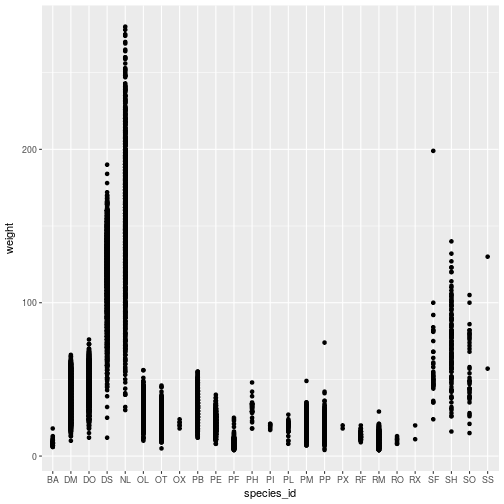 200
100
0
weight
BA DM DO DS NL OL OT OX PB PE PF PH PI PL PM PP PX RF RM RO RX SF SH SO SS
species_id